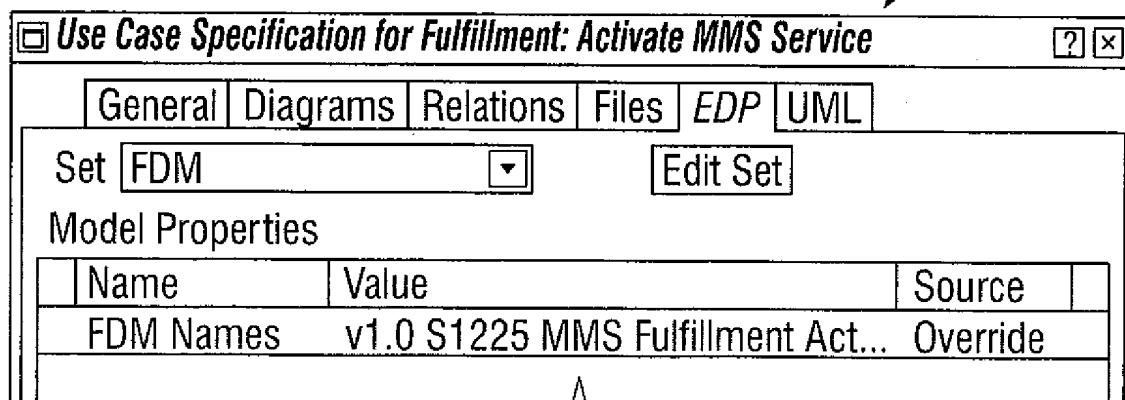 Use Case Specification for Fulfillment: Activate MMS Service ?
General Diagrams Relations Files EDP UML
Set FDM Edit Set
Model Properties
Name Value Source
FDM Names v1.0 S1225 MMS Fulfillment Act... Override